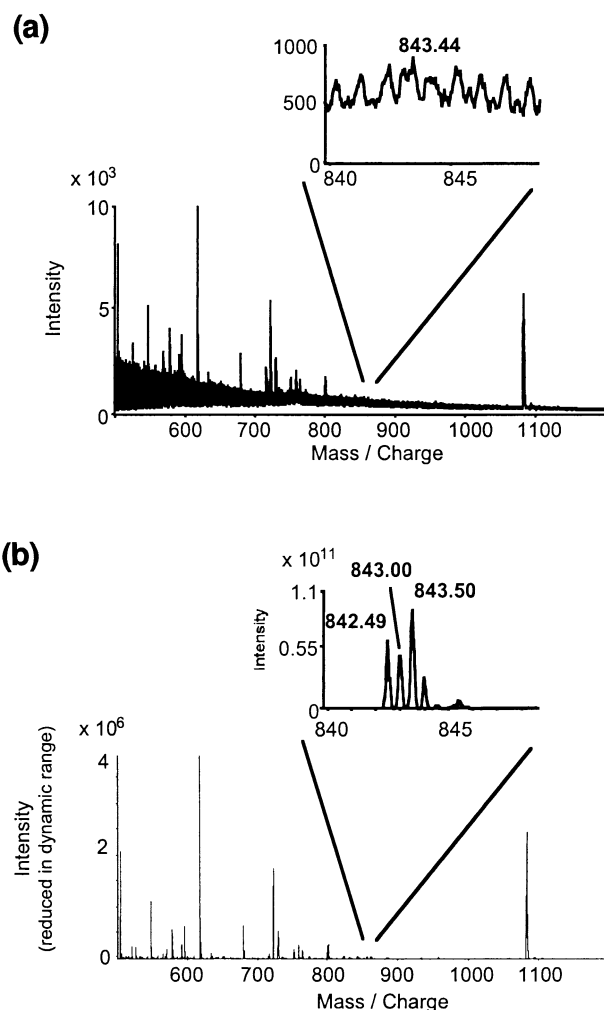 (a)
1000
843.44
500
0
840 845
x 10³
10
5
0
Intensity
600 700 800 900 1000 1100
Mass / Charge
(b)
x 10¹¹
843.00
1.1
843.50
842.49
0.55
Intensity
0
840 845
x 10⁶
4
2
0
Intensity
(reduced in dynamic range)
600 700 800 900 1000 1100
Mass / Charge